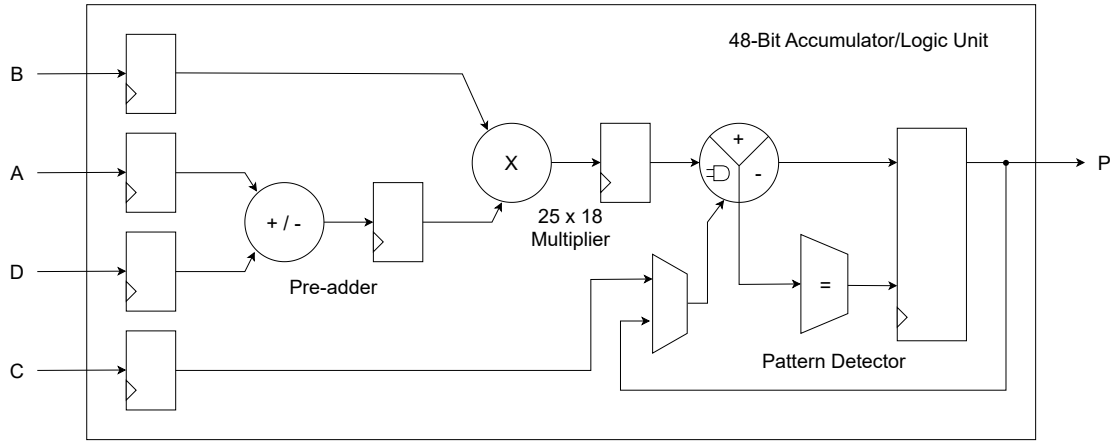 48-Bit Accumulator/Logic Unit
B
A
D
C
+ / -
Pre-adder
X
25 x 18
Multiplier
+
-
=
Pattern Detector
P